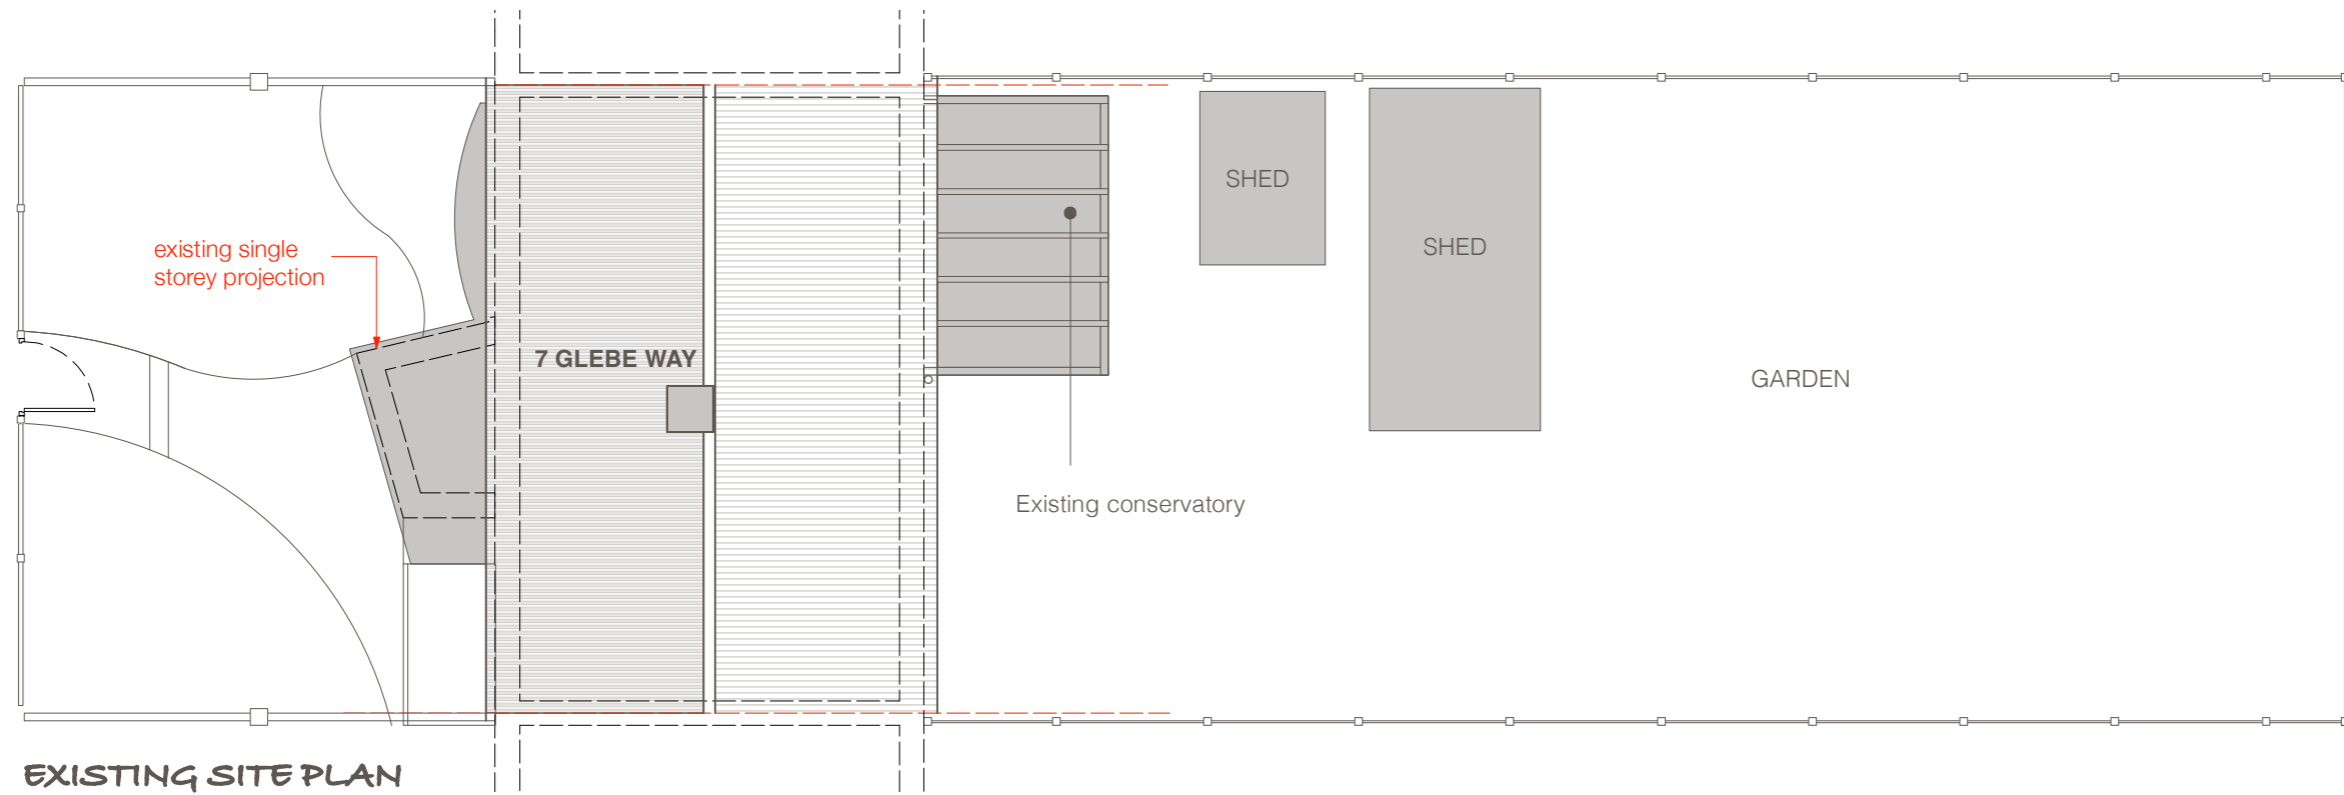 existing single
storey projection
7 GLEBE WAY
SHED
SHED
GARDEN
Existing conservatory
EXISTING SITE PLAN